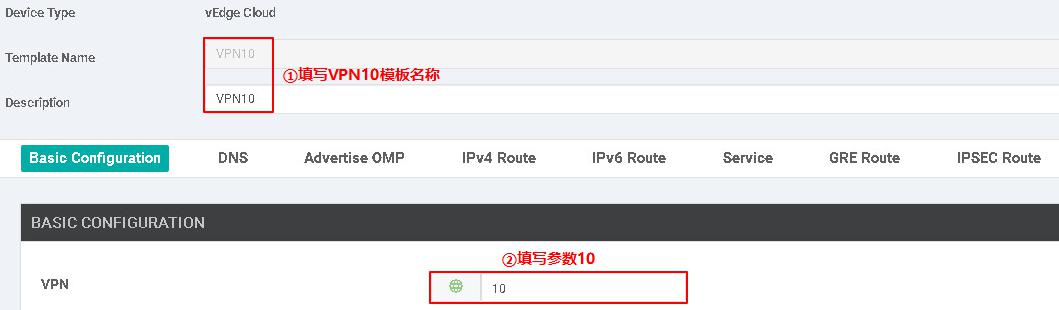 Device Type vEdge Cloud
Template Name VPN10
①填写VPN10模板名称
Description VPN10
Basic Configuration DNS Advertise OMP IPv4 Route IPv6 Route Service GRE Route IPSEC Route
BASIC CONFIGURATION
②填写参数10
VPN 10